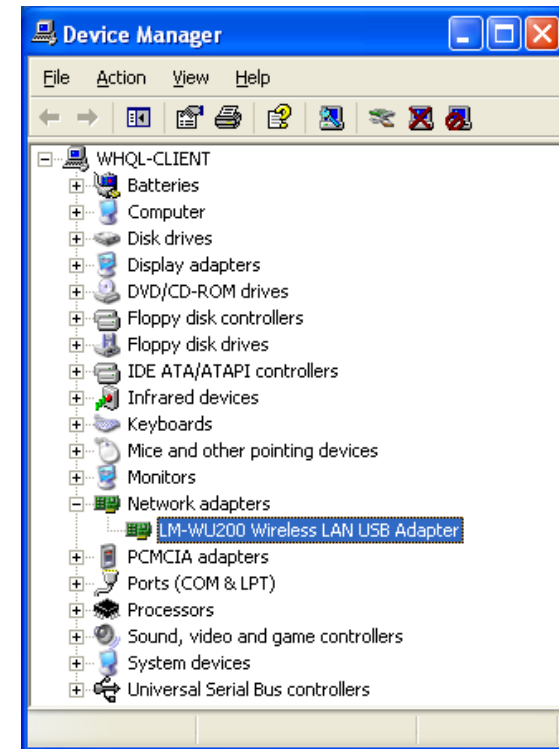 Device Manager
File Action View Help
WHQL-CLIENT
Batteries
Computer
Disk drives
Display adapters
DVD/CD-ROM drives
Floppy disk controllers
Floppy disk drives
IDE ATA/ATAPI controllers
Infrared devices
Keyboards
Mice and other pointing devices
Monitors
Network adapters
LM-WU200 Wireless LAN USB Adapter
PCMCIA adapters
Ports (COM & LPT)
Processors
Sound, video and game controllers
System devices
Universal Serial Bus controllers